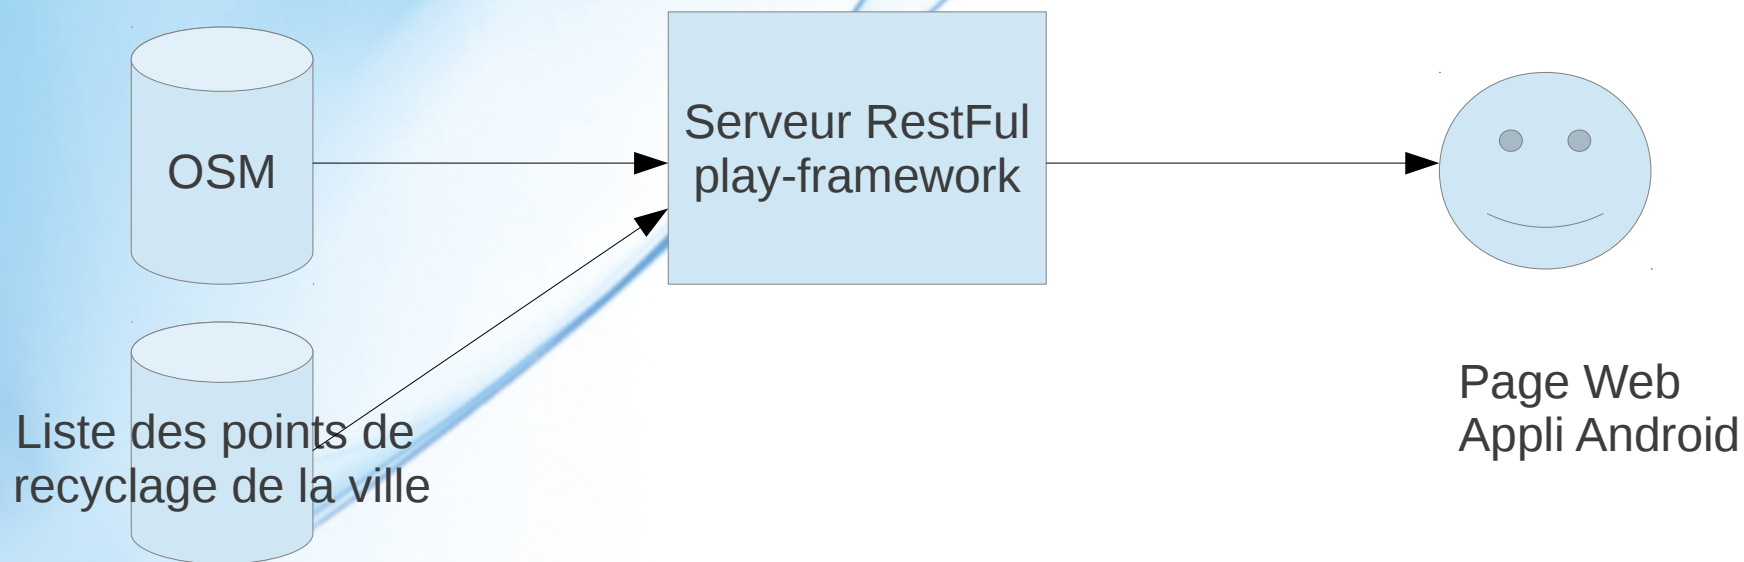 OSM
Serveur RestFul
play-framework
Liste des points de
recyclage de la ville
Page Web
Appli Android